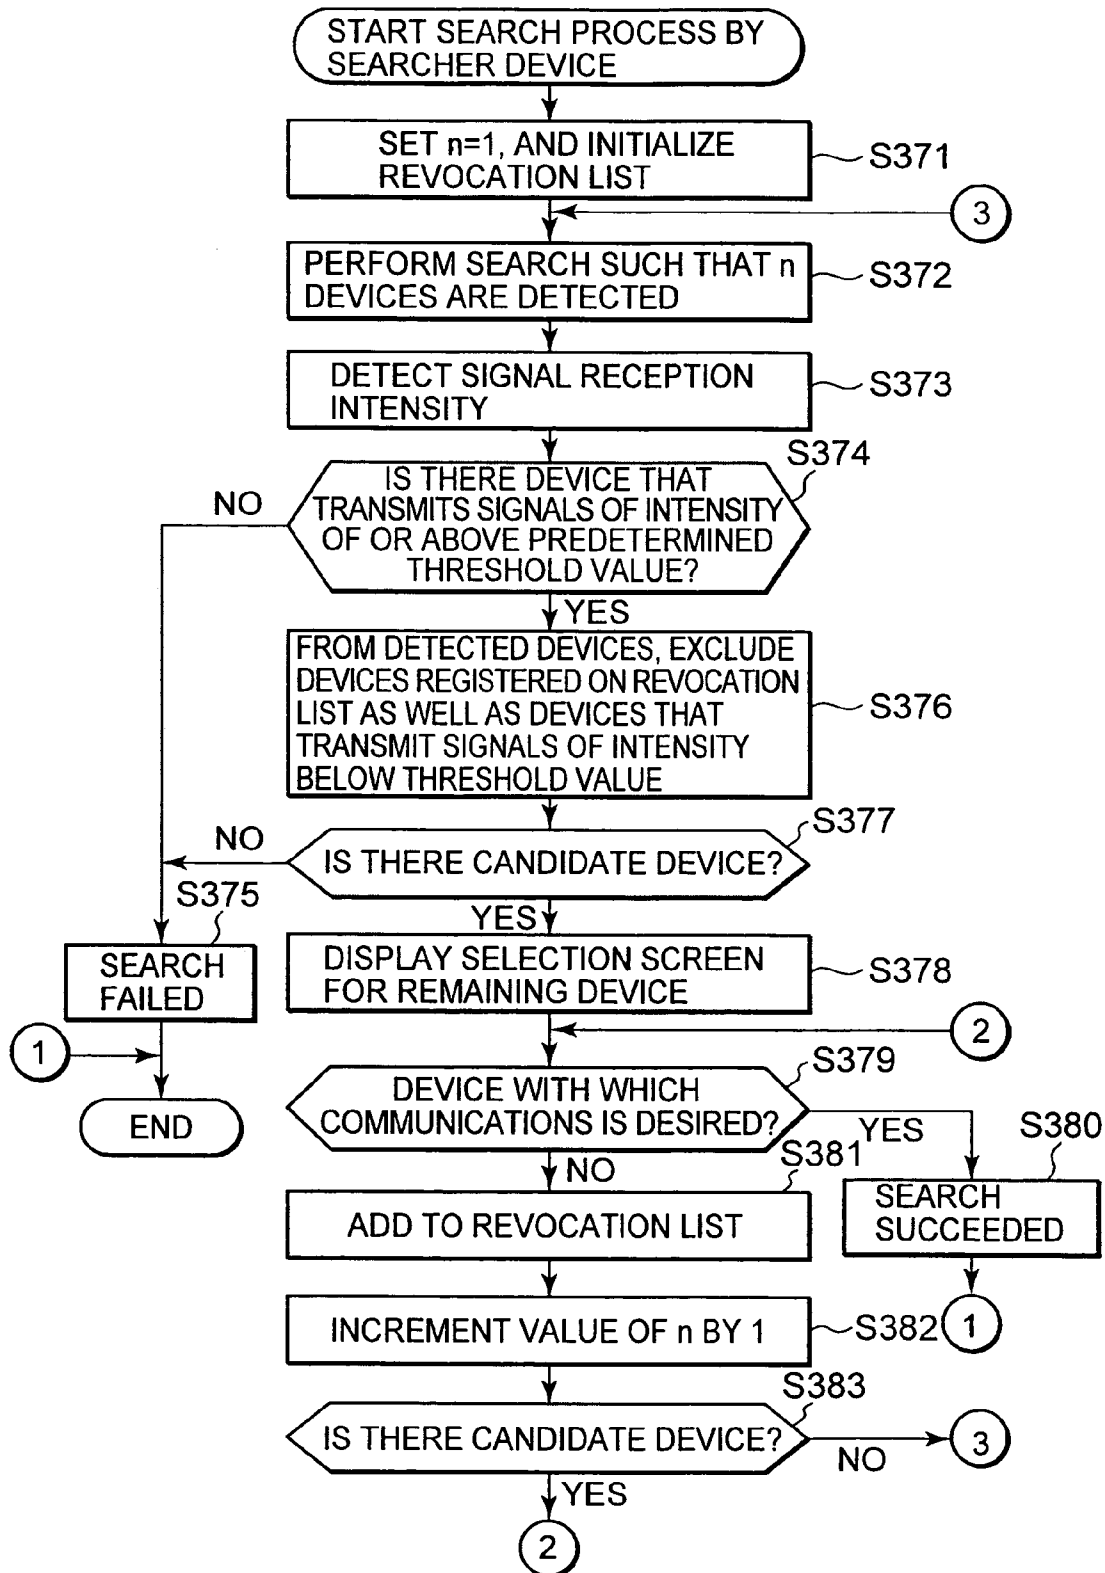 START SEARCH PROCESS BY
SEARCHER DEVICE
SET n=1, AND INITIALIZE
REVOCATION LIST
S371
3
PERFORM SEARCH SUCH THAT n
DEVICES ARE DETECTED
S372
DETECT SIGNAL RECEPTION
INTENSITY
S373
S374
IS THERE DEVICE THAT
TRANSMITS SIGNALS OF INTENSITY
OF OR ABOVE PREDETERMINED
THRESHOLD VALUE?
NO
YES
FROM DETECTED DEVICES, EXCLUDE
DEVICES REGISTERED ON REVOCATION
LIST AS WELL AS DEVICES THAT
TRANSMIT SIGNALS OF INTENSITY
BELOW THRESHOLD VALUE
S376
S377
NO
IS THERE CANDIDATE DEVICE?
S375
YES
SEARCH
FAILED
DISPLAY SELECTION SCREEN
FOR REMAINING DEVICE
S378
1
2
S379
END
DEVICE WITH WHICH
COMMUNICATIONS IS DESIRED?
YES
S380
NO
S381
ADD TO REVOCATION LIST
SEARCH
SUCCEEDED
INCREMENT VALUE OF n BY 1
S382
1
S383
IS THERE CANDIDATE DEVICE?
NO
3
YES
2